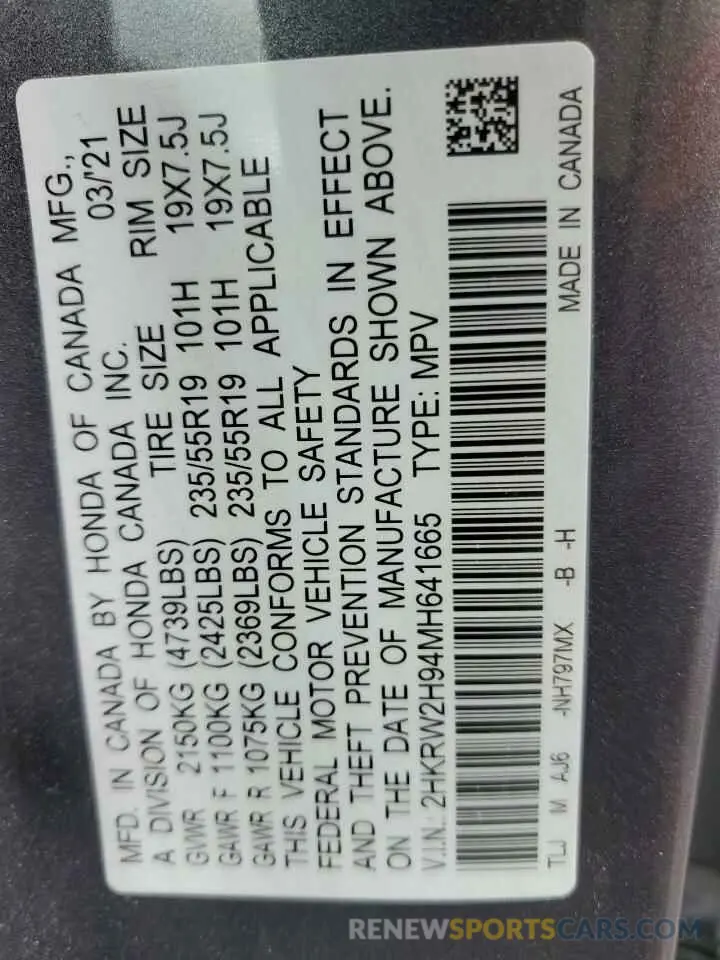 MFD. IN CANADA BY HONDA OF CANADA MFG.,
A DIVISION OF HONDA CANADA INC. 03/'21
TIRE SIZE RIM SIZE
GVWR 2150KG (4739LBS)
GAWR F 1100KG (2425LBS) 235/55R19 101H 19X7.5J
GAWR R 1075KG (2369LBS) 235/55R19 101H 19X7.5J
THIS VEHICLE CONFORMS TO ALL APPLICABLE
FEDERAL MOTOR VEHICLE SAFETY
AND THEFT PREVENTION STANDARDS IN EFFECT
ON THE DATE OF MANUFACTURE SHOWN ABOVE.
V.I.N.: 2HKRW2H94MH641665 TYPE: MPV
TLJ M AJ6 -NH797MX -B -H MADE IN CANADA
RENEWSPORTSCARS.COM